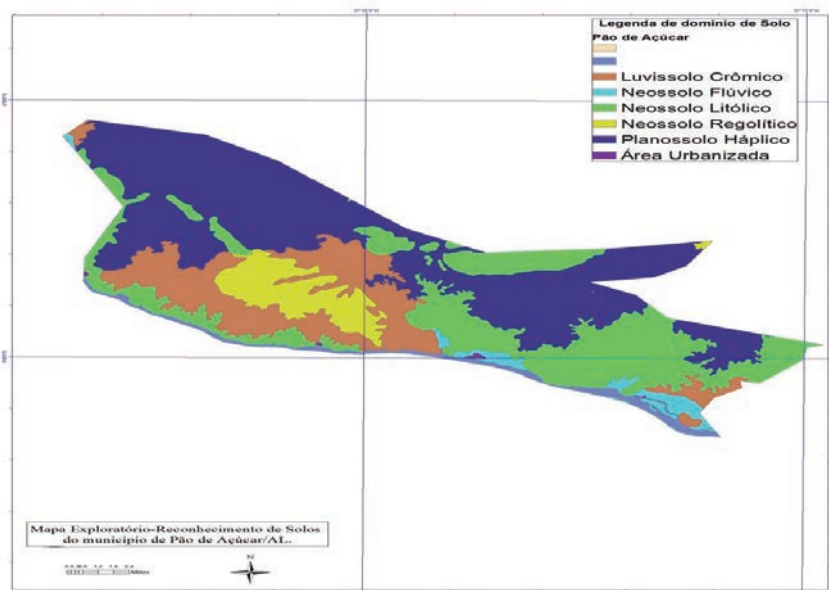 Legenda de domínio de Solo
Pão de Açúcar
Luvissolo Crômico
Neossolo Flúvico
Neossolo Litólico
Neossolo Regolítico
Planossolo Háplico
Área Urbanizada
Mapa Exploratório-Reconhecimento de Solos
do município de Pão de Açúcar/AL.
N
Miles